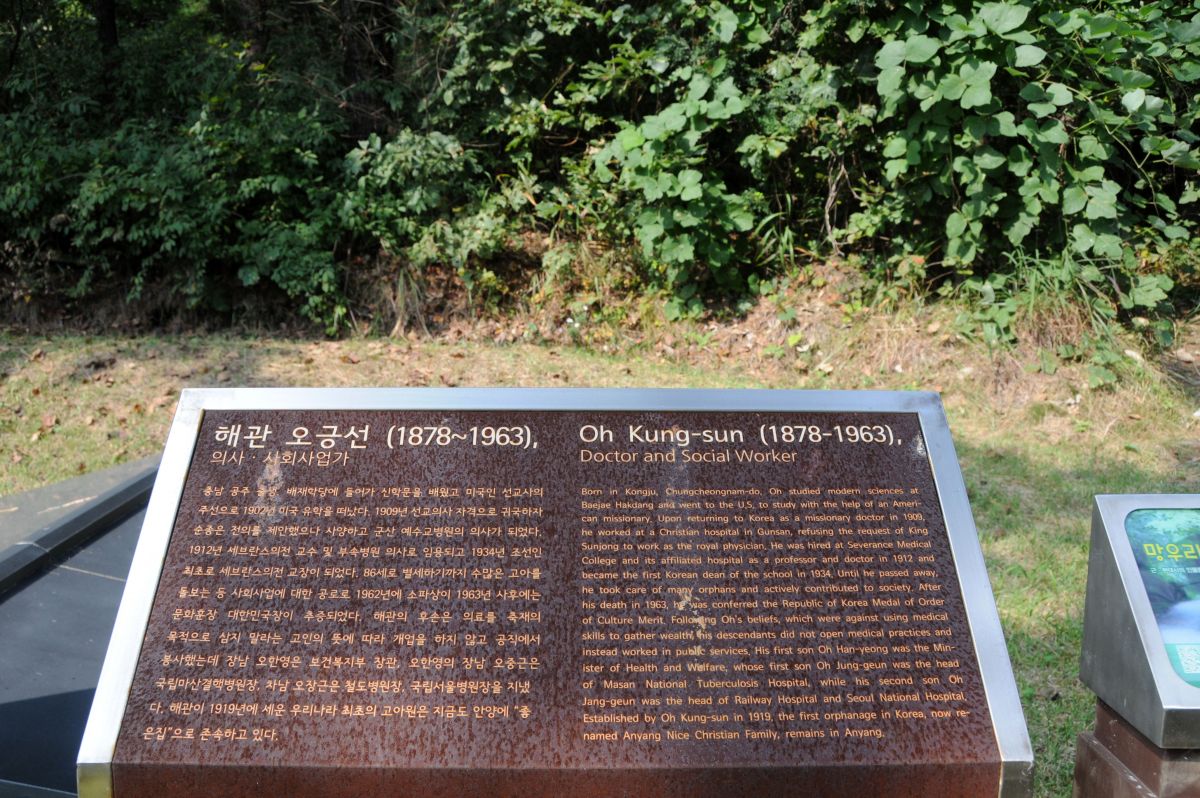 해관 오긍선 (1878~1963),
의사 · 사회사업가
충남 공주 출생. 배재학당에 들어가 신학문을 배웠고 미국인 선교사의
주선으로 1902년 미국 유학을 떠났다. 1909년 선교의사 자격으로 귀국하자
순종은 전의를 제안했으나 사양하고 군산 예수교병원의 의사가 되었다.
1912년 세브란스의전 교수 및 부속병원 의사로 임용되고 1934년 조선인
최초로 세브란스의전 교장이 되었다. 86세로 별세하기까지 수많은 고아를
돌보는 등 사회사업에 대한 공로로 1962년에 소파상이 1963년 사후에는
문화훈장 대한민국장이 추증되었다. 해관의 후손은 의료를 축재의
목적으로 삼지 말라는 고인의 뜻에 따라 개업을 하지 않고 공직에서
봉사했는데 장남 오한영은 보건복지부 장관, 오한영의 장남 오중근은
국립마산결핵병원장, 차남 오장근은 철도병원장, 국립서울병원장을 지냈
다. 해관이 1919년에 세운 우리나라 최초의 고아원은 지금도 안양에 "좋
은집"으로 존속하고 있다.
Oh Kung-sun (1878-1963),
Doctor and Social Worker
Born in Kongju, Chungcheongnam-do, Oh studied modern sciences at
Baejae Hakdang and went to the U.S. to study with the help of an Ameri-
can missionary. Upon returning to Korea as a missionary doctor in 1909,
he worked at a Christian hospital in Gunsan, refusing the request of King
Sunjong to work as the royal physician. He was hired at Severance Medical
College and its affiliated hospital as a professor and doctor in 1912 and
became the first Korean dean of the school in 1934. Until he passed away,
he took care of many orphans and actively contributed to society. After
his death in 1963, he was conferred the Republic of Korea Medal of Order
of Culture Merit. Following Oh's beliefs, which were against using medical
skills to gather wealth, his descendants did not open medical practices and
instead worked in public services. His first son Oh Han-yeong was the Min-
ister of Health and Welfare, whose first son Oh Jung-geun was the head
of Masan National Tuberculosis Hospital, while his second son Oh
Jang-geun was the head of Railway Hospital and Seoul National Hospital.
Established by Oh Kung-sun in 1919, the first orphanage in Korea, now re-
named Anyang Nice Christian Family, remains in Anyang.
망우리